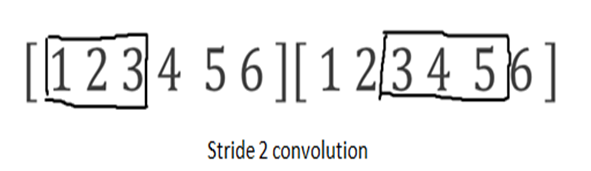 [1 2 3 4 5 6][1 2 3 4 5 6]
Stride 2 convolution